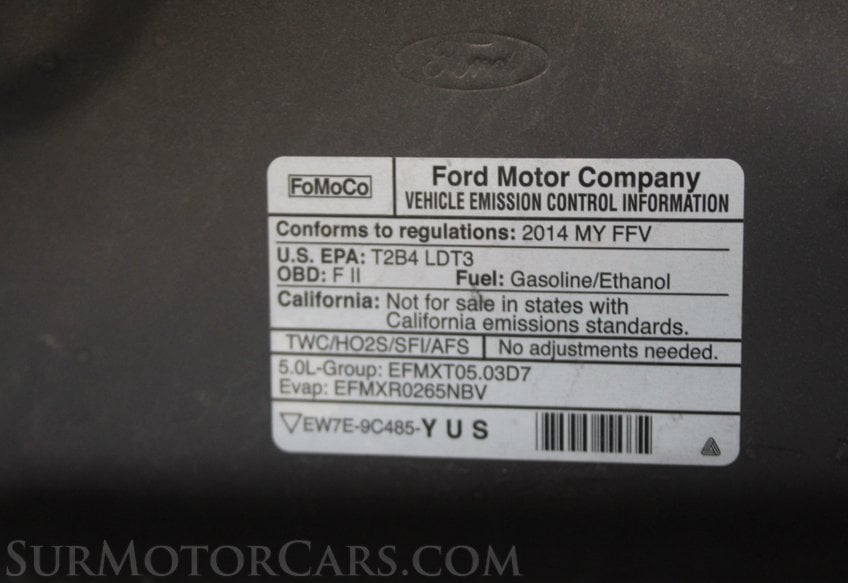 Ford
FoMoCo
Ford Motor Company
VEHICLE EMISSION CONTROL INFORMATION
Conforms to regulations: 2014 MY FFV
U.S. EPA: T2B4 LDT3
OBD: F II Fuel: Gasoline/Ethanol
California: Not for sale in states with
California emissions standards.
TWC/HO2S/SFI/AFS No adjustments needed.
5.0L-Group: EFMXT05.03D7
Evap: EFMXR0265NBV
▽EW7E-9C485-Y U S
SurMotorCars.com